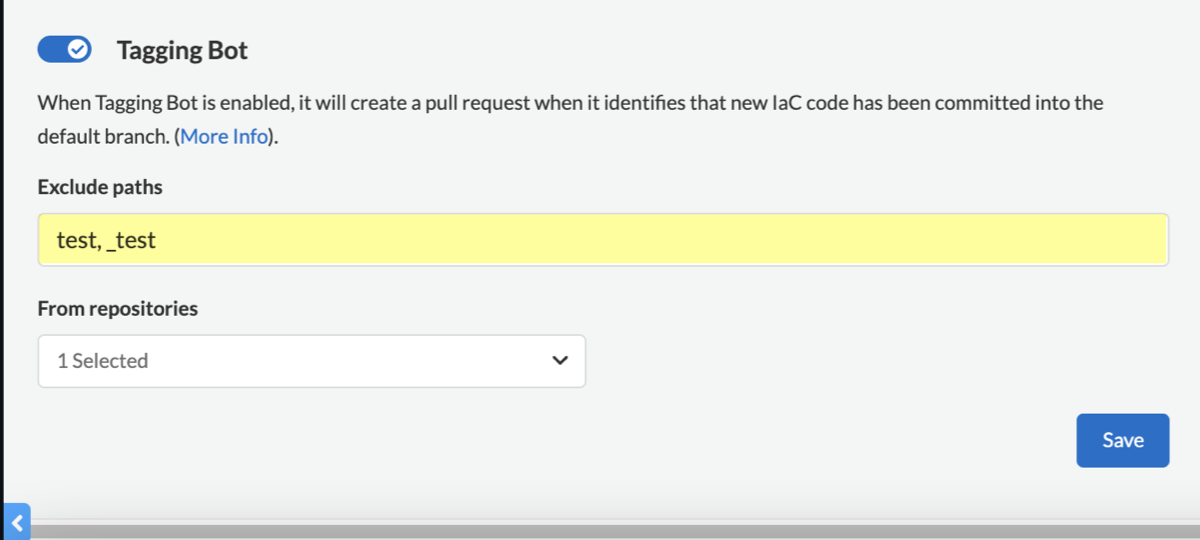 Tagging Bot
When Tagging Bot is enabled, it will create a pull request when it identifies that new IaC code has been committed into the
default branch. (More Info).
Exclude paths
test, _test
From repositories
1 Selected
Save